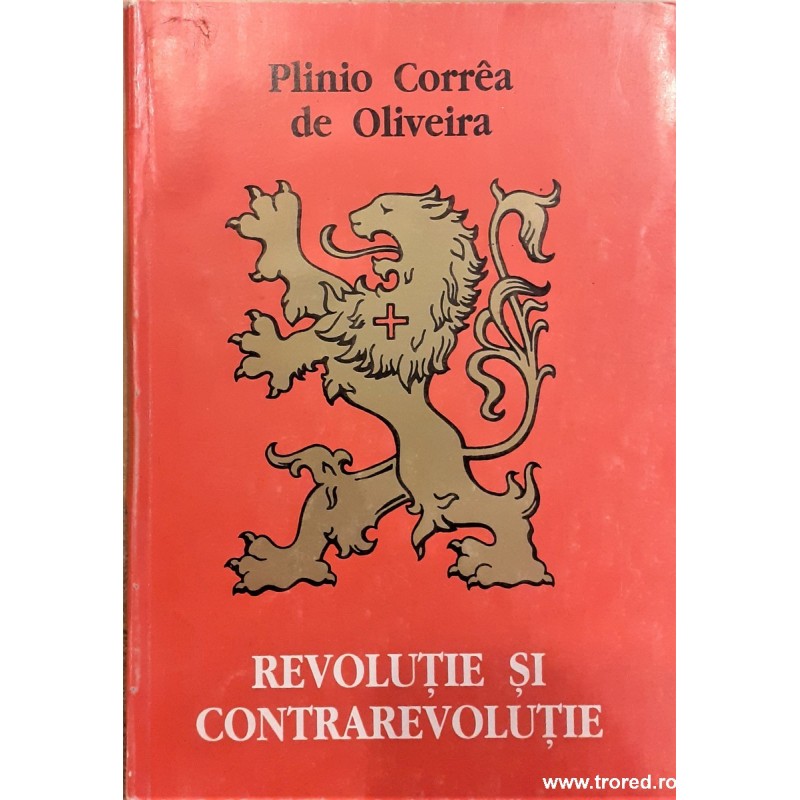 Plinio Corrêa
de Oliveira
REVOLUȚIE ȘI
CONTRAREVOLUȚIE
www.trored.ro